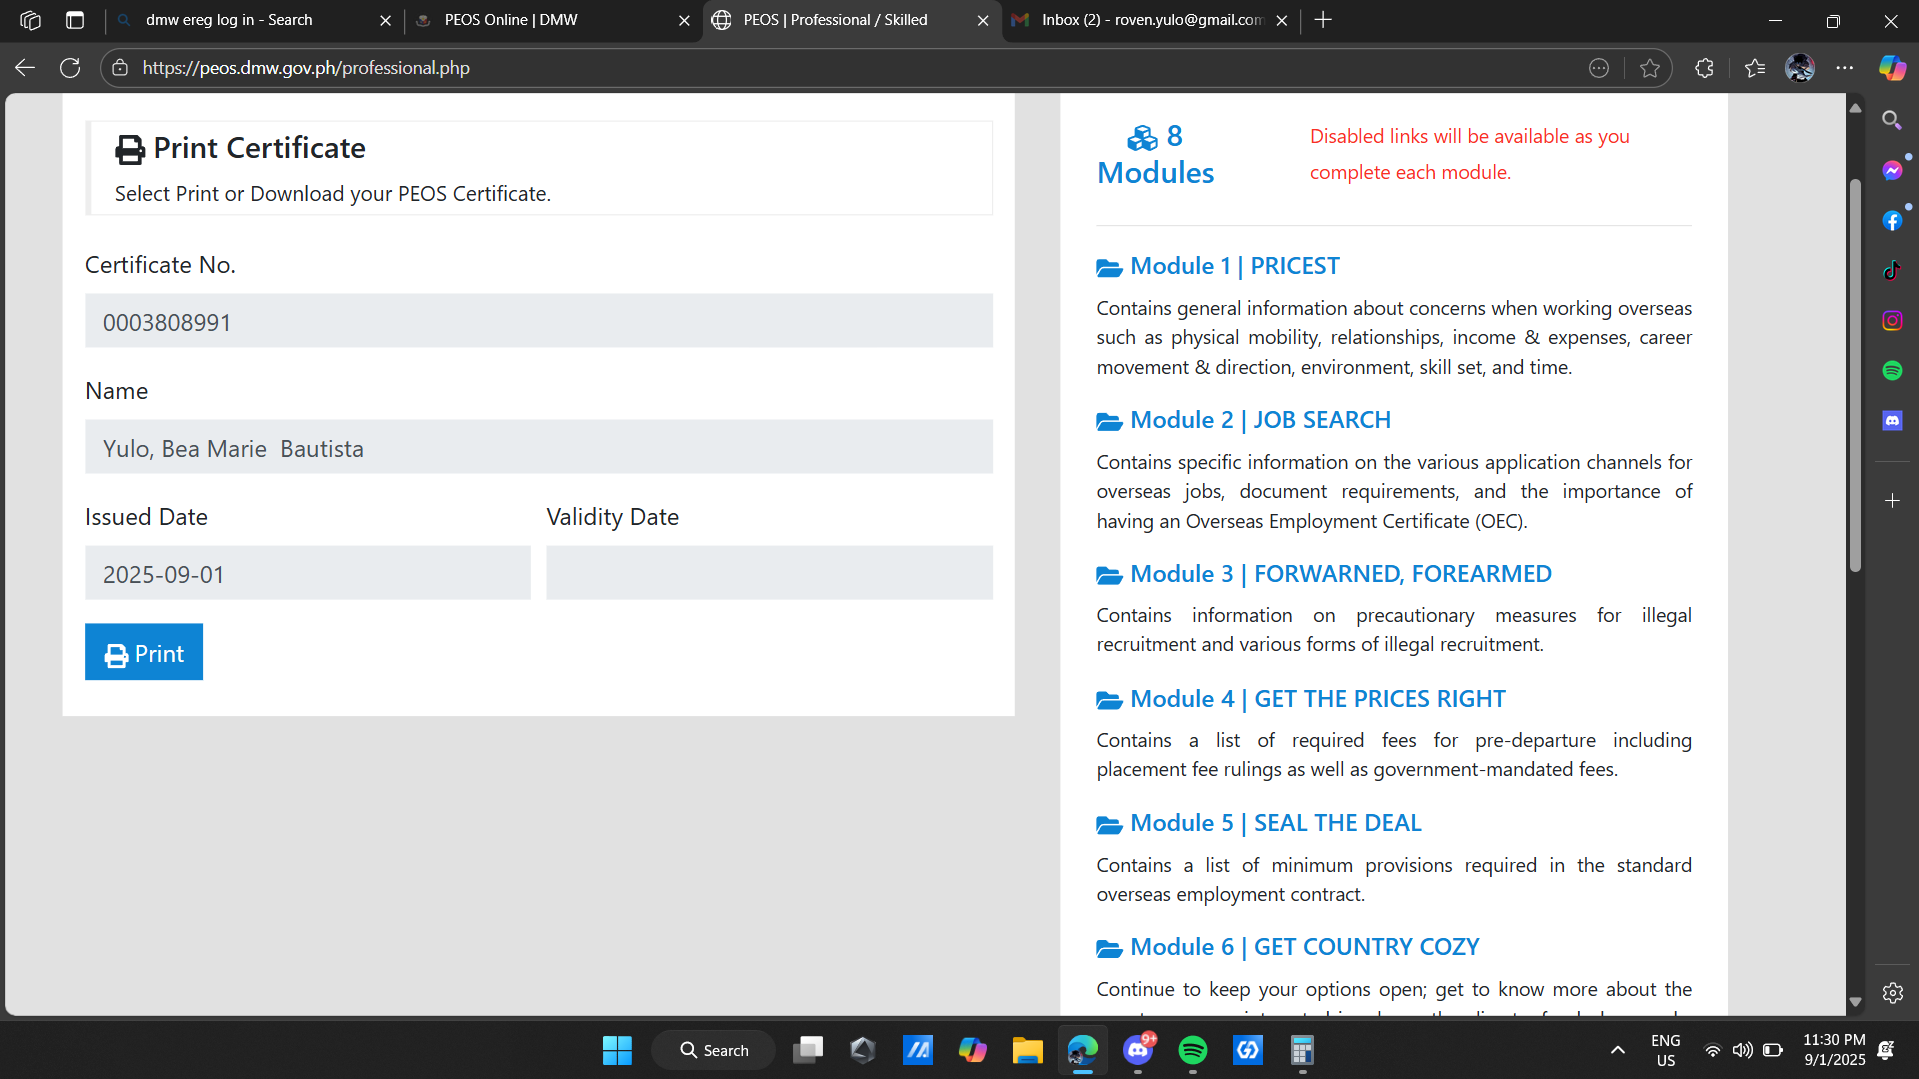 dmw ereg log in - Search
PEOS Online | DMW
PEOS | Professional / Skilled
Inbox (2) - roven.yulo@gmail.com
https://peos.dmw.gov.ph/professional.php
Print Certificate
Select Print or Download your PEOS Certificate.
Certificate No.
0003808991
Name
Yulo, Bea Marie  Bautista
Issued Date
Validity Date
2025-09-01
Print
8
Modules
Disabled links will be available as you
complete each module.
Module 1 | PRICEST
Contains general information about concerns when working overseas
such as physical mobility, relationships, income & expenses, career
movement & direction, environment, skill set, and time.
Module 2 | JOB SEARCH
Contains specific information on the various application channels for
overseas jobs, document requirements, and the importance of
having an Overseas Employment Certificate (OEC).
Module 3 | FORWARNED, FOREARMED
Contains information on precautionary measures for illegal
recruitment and various forms of illegal recruitment.
Module 4 | GET THE PRICES RIGHT
Contains a list of required fees for pre-departure including
placement fee rulings as well as government-mandated fees.
Module 5 | SEAL THE DEAL
Contains a list of minimum provisions required in the standard
overseas employment contract.
Module 6 | GET COUNTRY COZY
Continue to keep your options open; get to know more about the
Search
9+
ENG
US
11:30 PM
9/1/2025